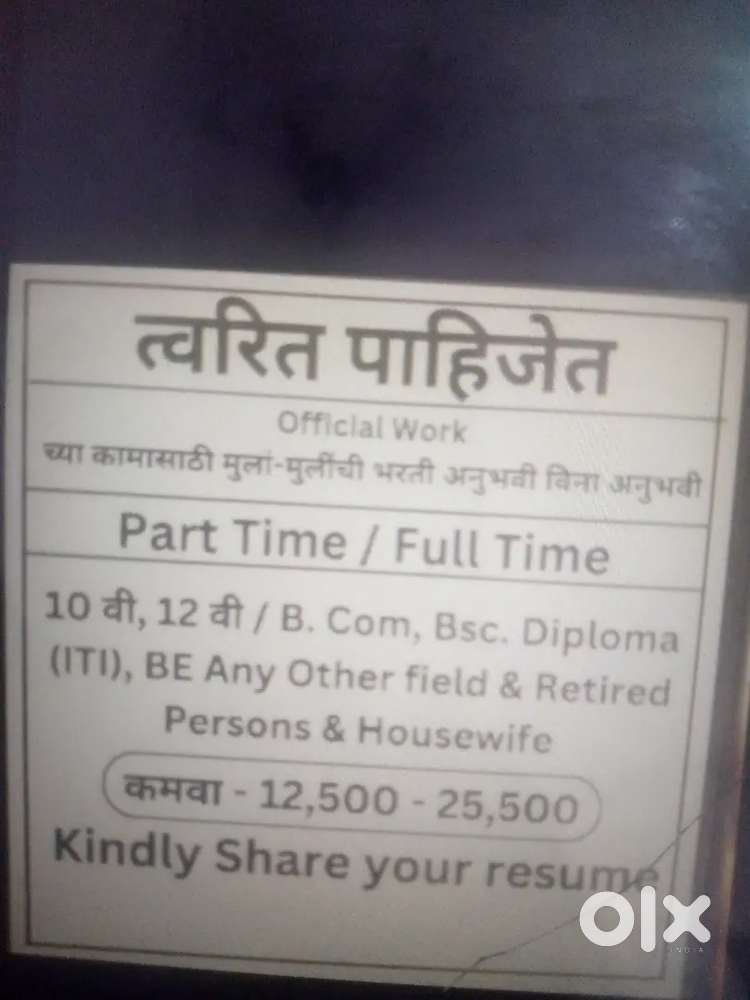 त्वरित पाहिजेत
Official Work
च्या कामासाठी मुलां-मुलींची भरती अनुभवी विना अनुभवी
Part Time / Full Time
10 वी, 12 वी / B. Com, Bsc. Diploma
(ITI), BE Any Other field & Retired
Persons & Housewife
कमवा - 12,500 - 25,500
Kindly Share your resume
olx
INDIA